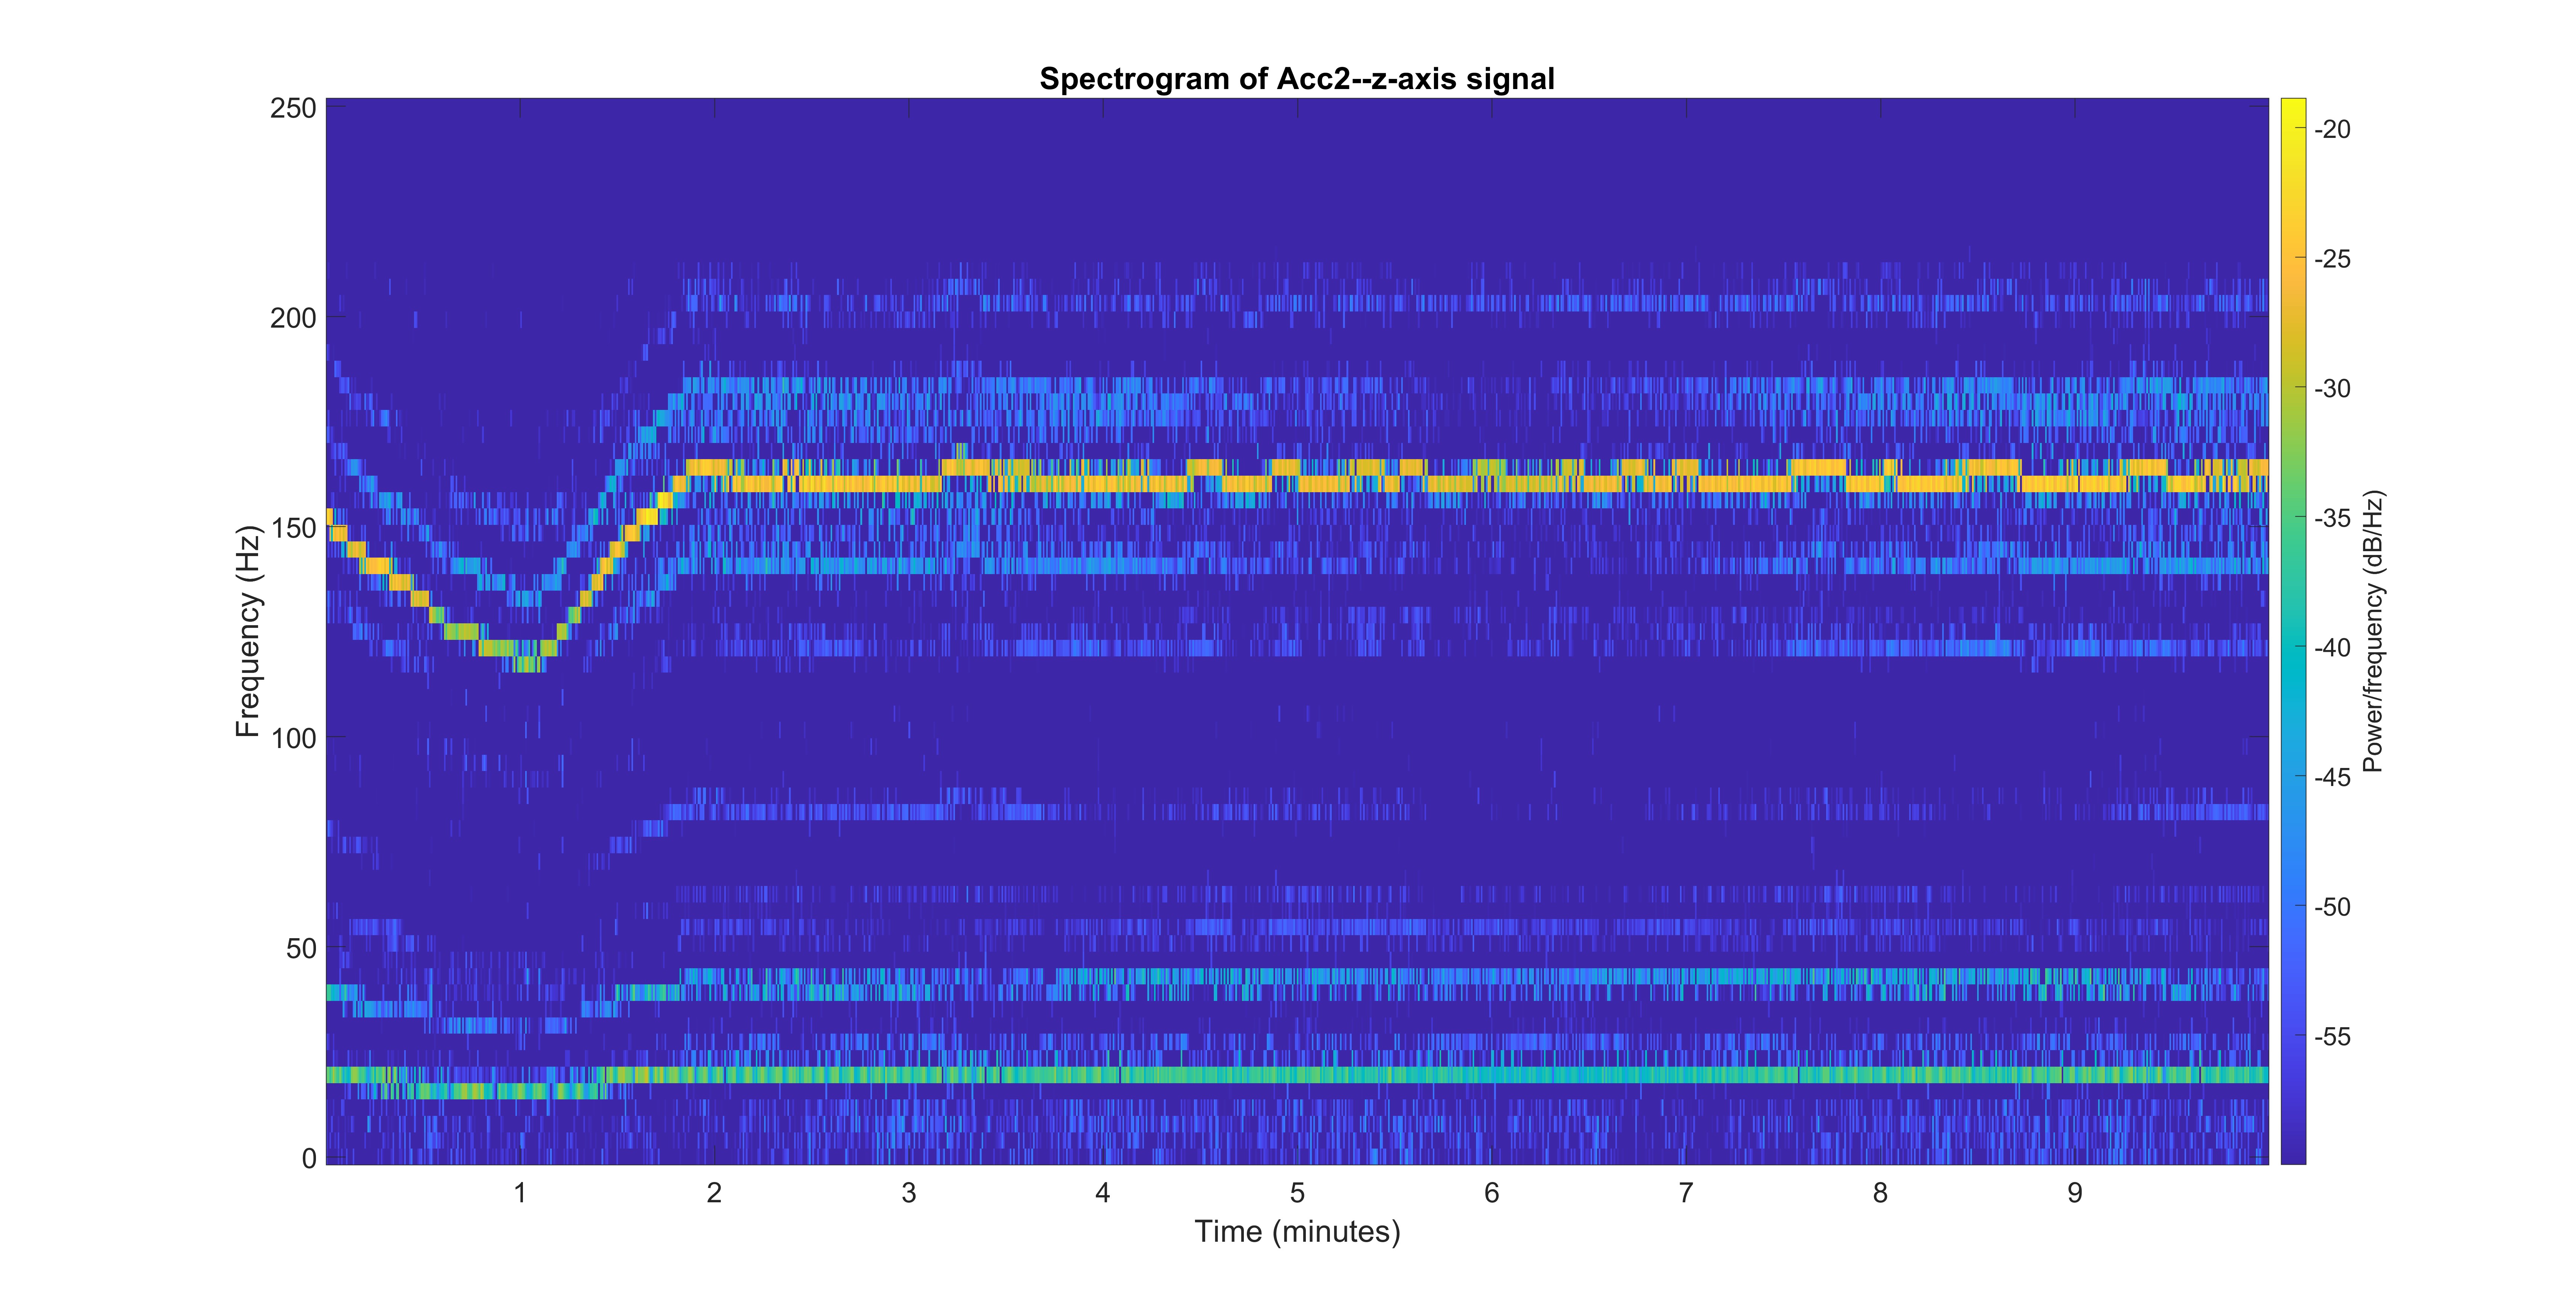 Spectrogram of Acc2--z-axis signal
250
200
150
100
50
0
Frequency (Hz)
1 2 3 4 5 6 7 8 9
Time (minutes)
-20
-25
-30
-35
-40
-45
-50
-55
Power/frequency (dB/Hz)